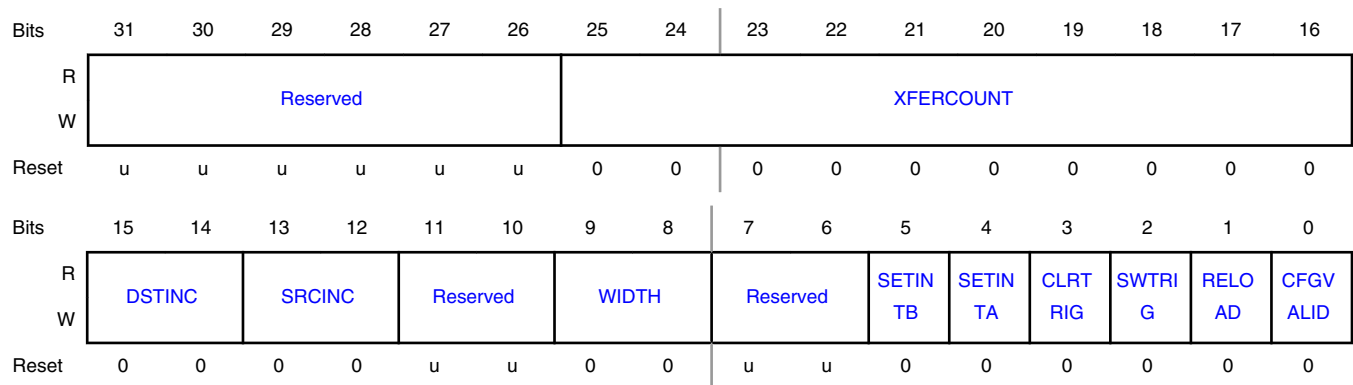 Bits 31 30 29 28 27 26 25 24 23 22 21 20 19 18 17 16
R
Reserved XFERCOUNT
W
Reset u u u u u u 0 0 0 0 0 0 0 0 0 0
Bits 15 14 13 12 11 10 9 8 7 6 5 4 3 2 1 0
R
DSTINC SRCINC Reserved WIDTH Reserved SETIN SETIN CLRT SWTRI RELO CFGV
TB TA RIG G AD ALID
W
Reset 0 0 0 0 u u 0 0 u u 0 0 0 0 0 0